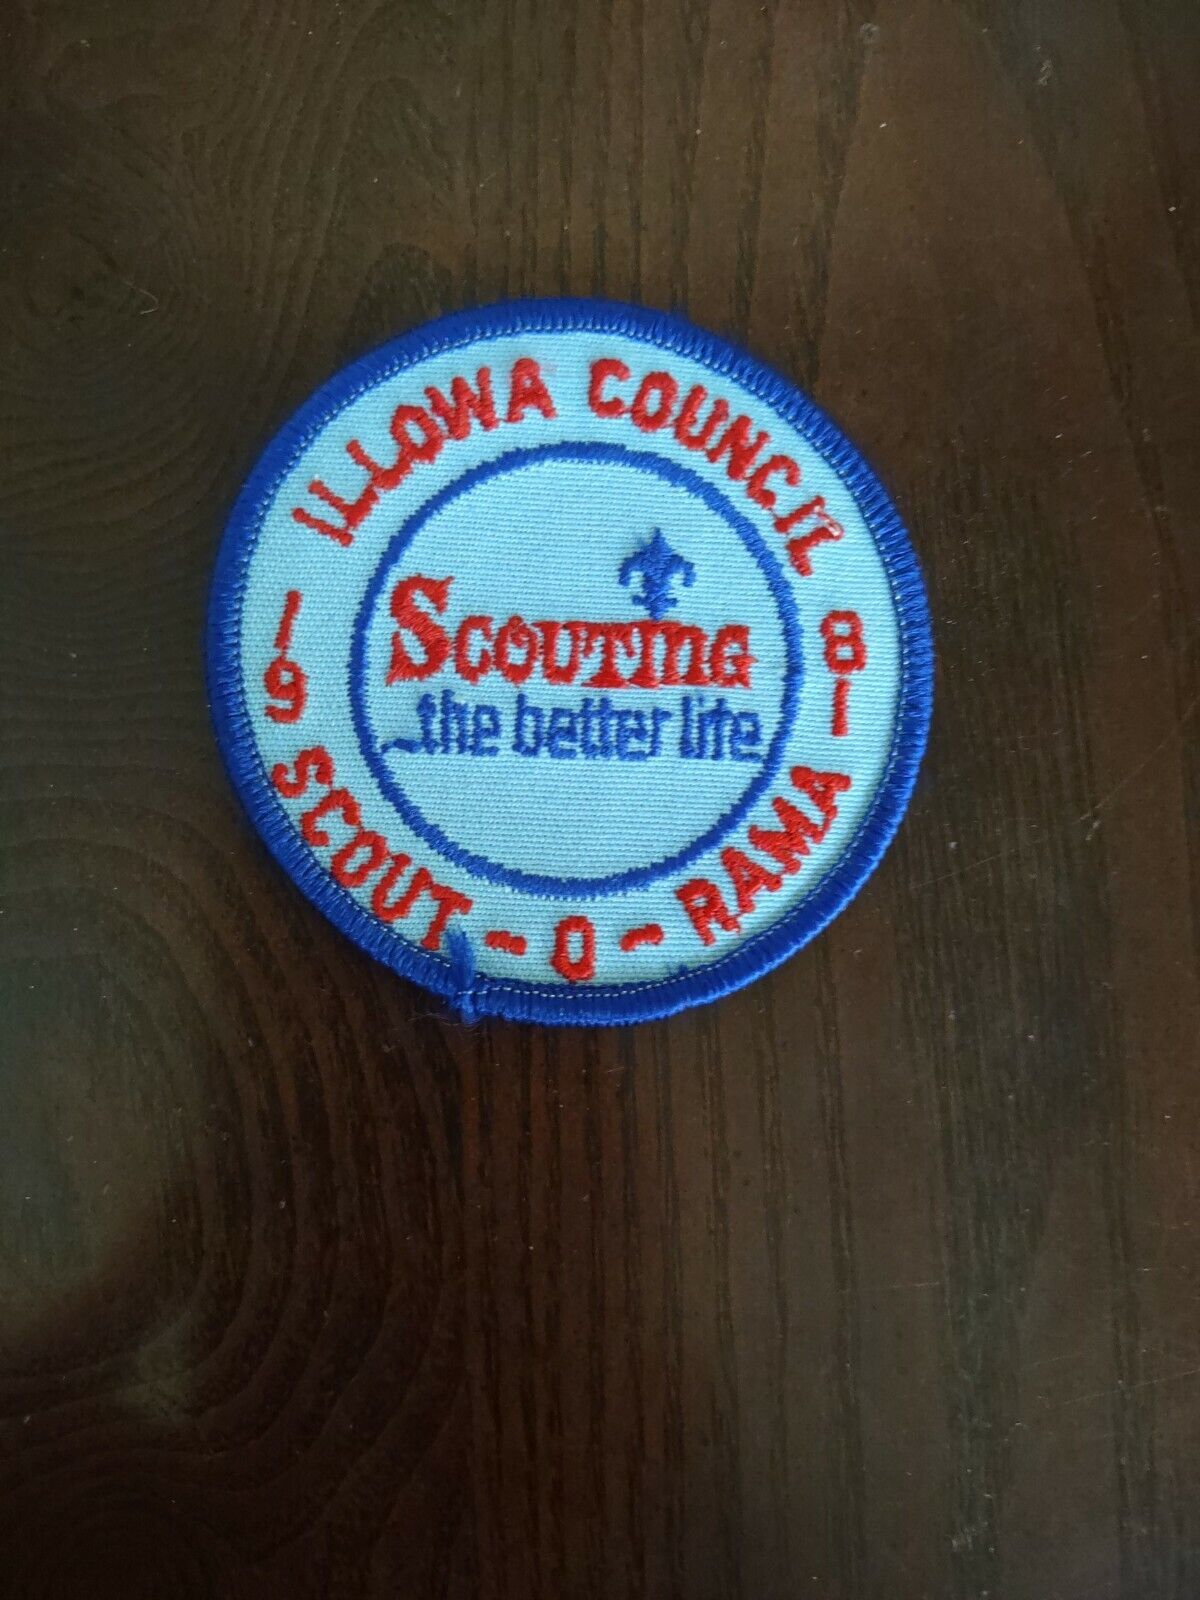 ILLOWA COUNCIL
19 81
SCOUTING
...the better life
SCOUT-O-RAMA